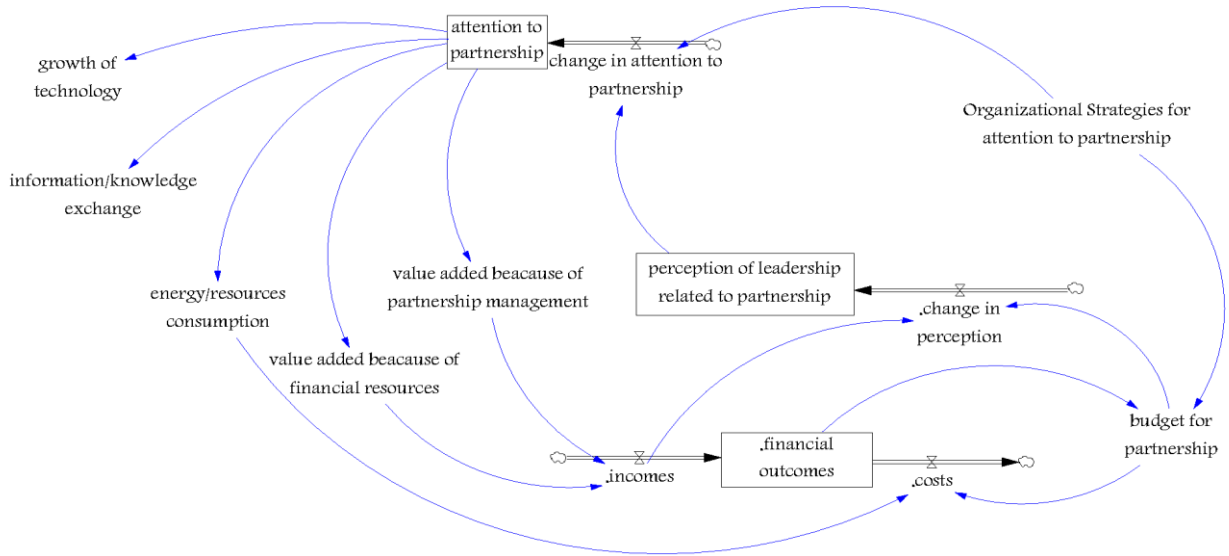 attention to
partnership
growth of
technology
change in attention to
partnership
Organizational Strategies for
attention to partnership
information/knowledge
exchange
perception of leadership
related to partnership
value added beacause of
partnership management
energy/resources
consumption
.change in
perception
value added beacause of
financial resources
budget for
partnership
.financial
outcomes
.incomes
.costs